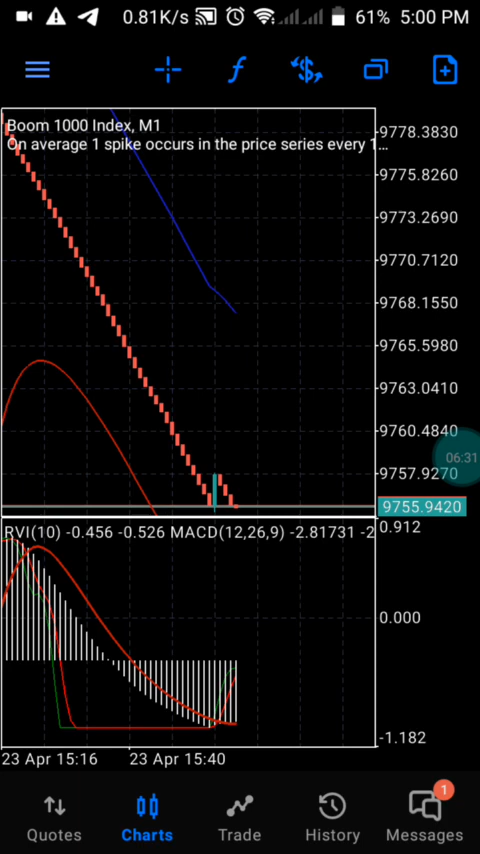 0.81K/s 61% 5:00 PM
Boom 1000 Index, M1
On average 1 spike occurs in the price series every 1...
9778.3830
9775.8260
9773.2690
9770.7120
9768.1550
9765.5980
9763.0410
9760.4840
06:31
9757.9270
9755.9420
RVI(10) -0.456 -0.526 MACD(12,26,9) -2.81731 -2
0.912
0.000
-1.182
23 Apr 15:16 23 Apr 15:40
1
Quotes Charts Trade History Messages